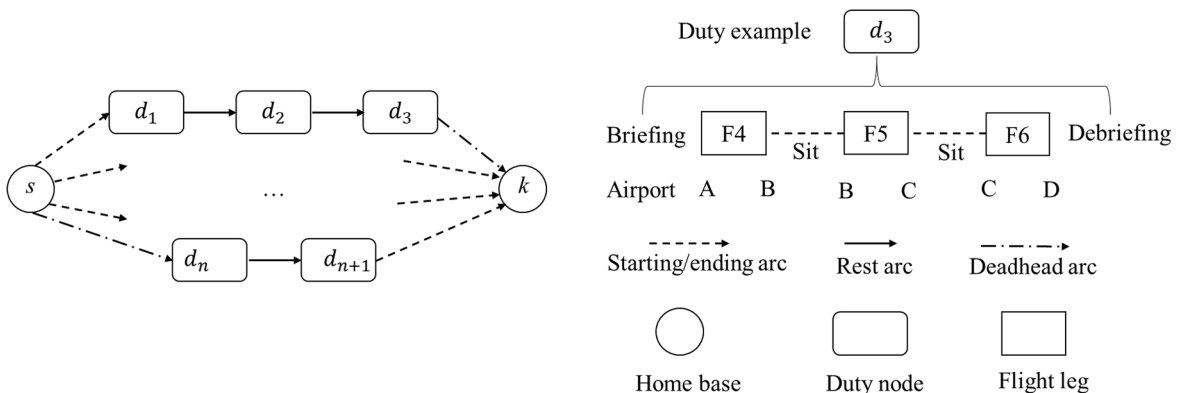 Duty example d₃
d₁ d₂ d₃
Briefing F4 Sit F5 Sit F6 Debriefing
s ... k
Airport A B B C C D
dₙ dₙ₊₁
Starting/ending arc Rest arc Deadhead arc
Home base Duty node Flight leg